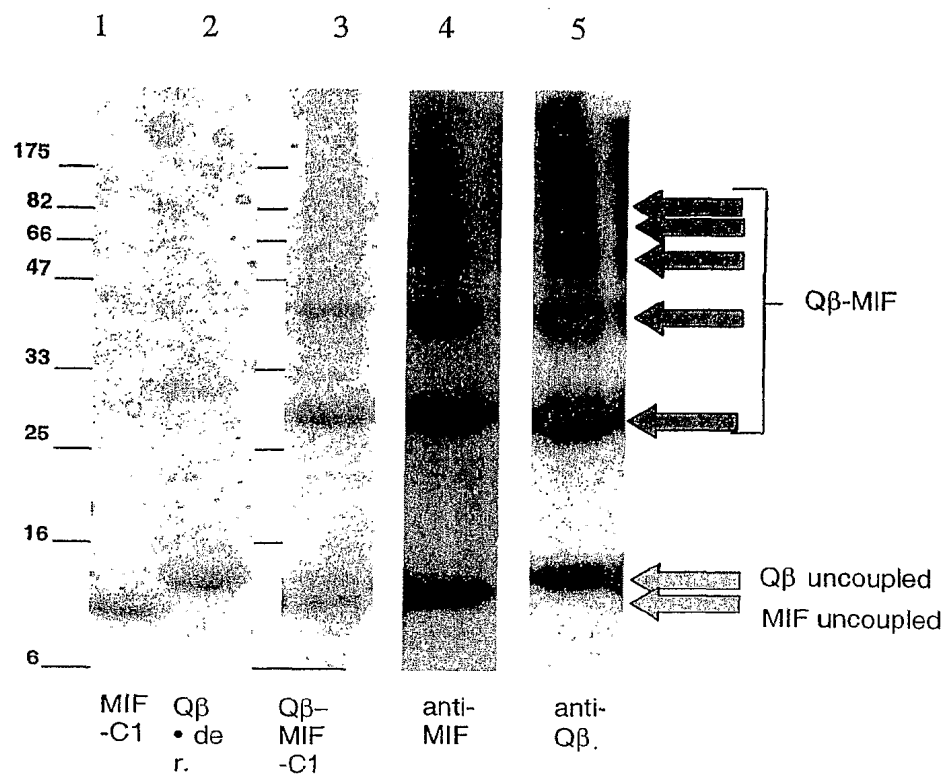 1 2 3 4 5
175
82
66
47
Qβ-MIF
33
25
16
Qβ uncoupled
MIF uncoupled
6
MIF
-C1
Qβ
• de
r.
Qβ–
MIF
-C1
anti-
MIF
anti-
Qβ.